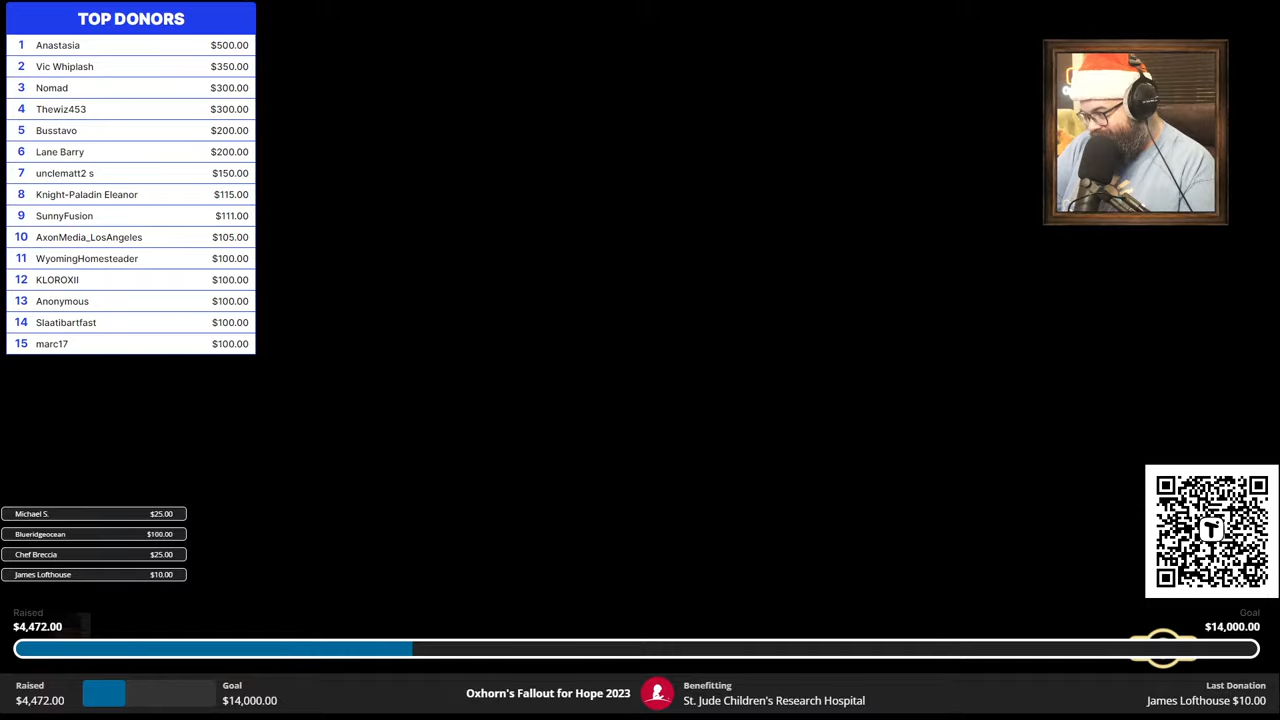 TOP DONORS
1 Anastasia $500.00
2 Vic Whiplash $350.00
3 Nomad $300.00
4 Thewiz453 $300.00
5 Busstavo $200.00
6 Lane Barry $200.00
7 unclematt2 s $150.00
8 Knight-Paladin Eleanor $115.00
9 SunnyFusion $111.00
10 AxonMedia_LosAngeles $105.00
11 WyomingHomesteader $100.00
12 KLOROXII $100.00
13 Anonymous $100.00
14 Slaatibartfast $100.00
15 marc17 $100.00
Michael S. $25.00
Blueridgeocean $100.00
Chef Breccia $25.00
James Lofthouse $10.00
Raised Goal
$4,472.00 $14,000.00
Raised Goal Benefitting Last Donation
$4,472.00 $14,000.00 Oxhorn's Fallout for Hope 2023 St. Jude Children's Research Hospital James Lofthouse $10.00